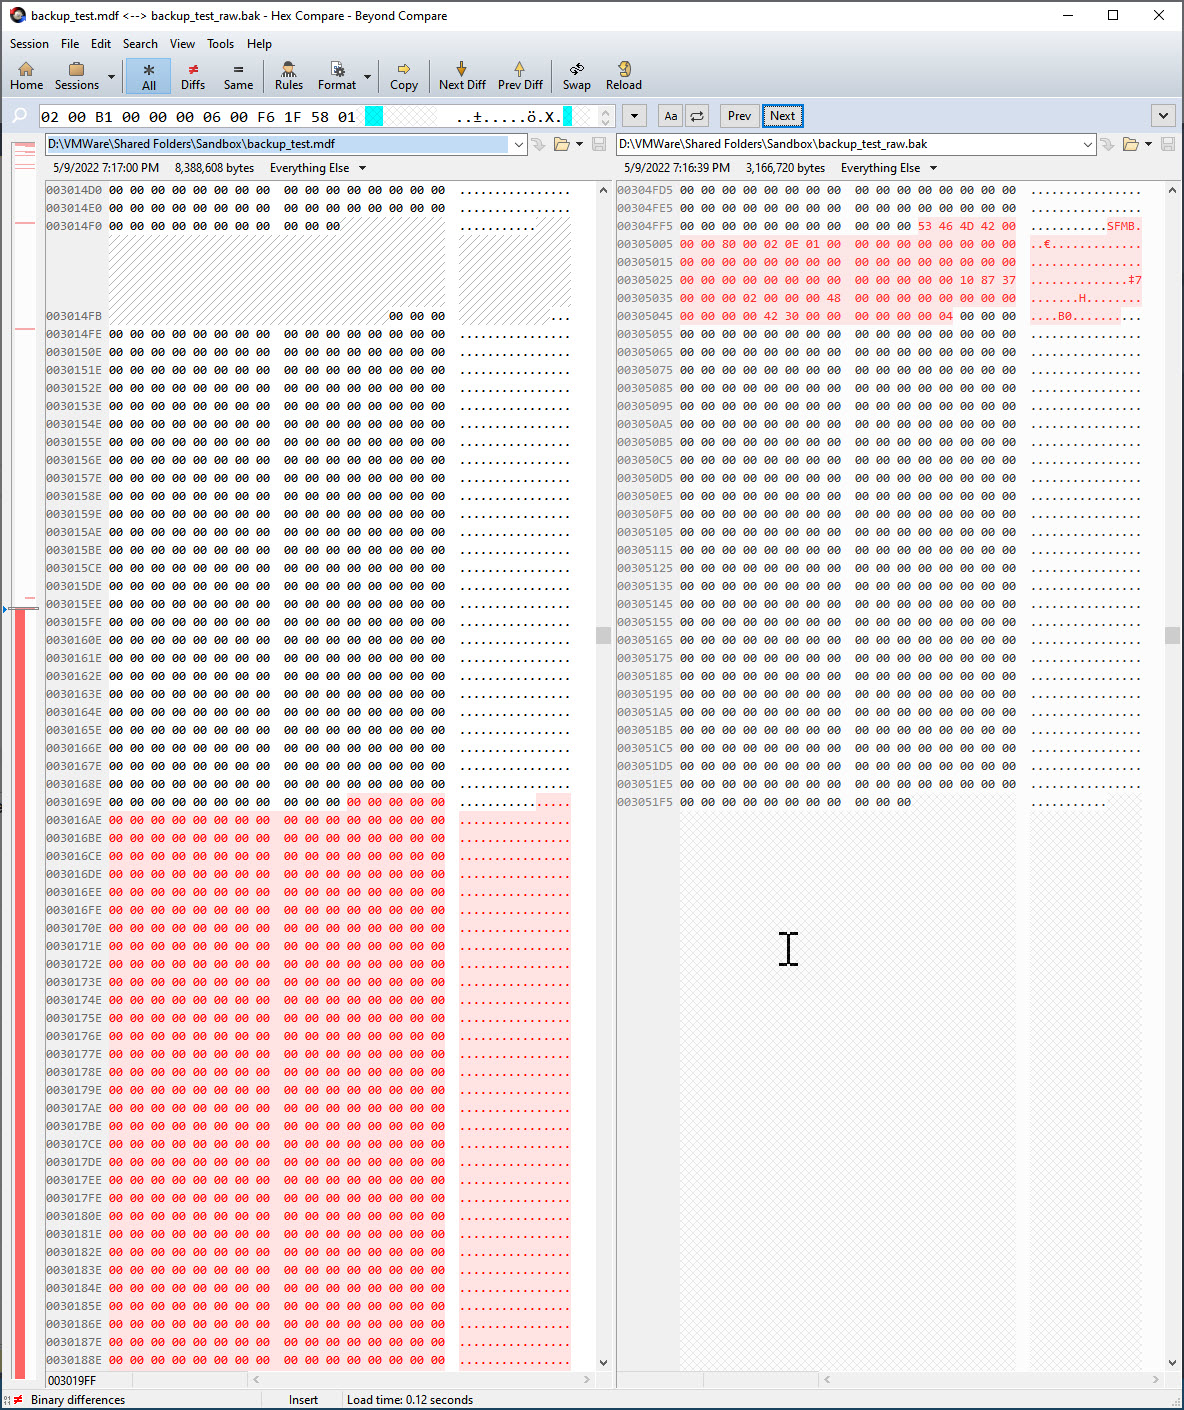 backup_test.mdf <--> backup_test_raw.bak - Hex Compare - Beyond Compare
Session File Edit Search View Tools Help
Home Sessions All Diffs Same Rules Format Copy Next Diff Prev Diff Swap Reload
02 00 B1 00 00 00 06 00 F6 1F 58 01 ..±.....ö.X. Aa Prev Next
D:\VMWare\Shared Folders\Sandbox\backup_test.mdf
5/9/2022 7:17:00 PM 8,388,608 bytes Everything Else
003014D0 00 00 00 00 00 00 00 00 00 00 00 00 00 00 00 00 ................
003014E0 00 00 00 00 00 00 00 00 00 00 00 00 00 00 00 00 ................
003014F0 00 00 00 00 00 00 00 00 00 00 00 ...........
003014FB 00 00 00 ...
003014FE 00 00 00 00 00 00 00 00 00 00 00 00 00 00 00 00 ................
0030150E 00 00 00 00 00 00 00 00 00 00 00 00 00 00 00 00 ................
0030151E 00 00 00 00 00 00 00 00 00 00 00 00 00 00 00 00 ................
0030152E 00 00 00 00 00 00 00 00 00 00 00 00 00 00 00 00 ................
0030153E 00 00 00 00 00 00 00 00 00 00 00 00 00 00 00 00 ................
0030154E 00 00 00 00 00 00 00 00 00 00 00 00 00 00 00 00 ................
0030155E 00 00 00 00 00 00 00 00 00 00 00 00 00 00 00 00 ................
0030156E 00 00 00 00 00 00 00 00 00 00 00 00 00 00 00 00 ................
0030157E 00 00 00 00 00 00 00 00 00 00 00 00 00 00 00 00 ................
0030158E 00 00 00 00 00 00 00 00 00 00 00 00 00 00 00 00 ................
0030159E 00 00 00 00 00 00 00 00 00 00 00 00 00 00 00 00 ................
003015AE 00 00 00 00 00 00 00 00 00 00 00 00 00 00 00 00 ................
003015BE 00 00 00 00 00 00 00 00 00 00 00 00 00 00 00 00 ................
003015CE 00 00 00 00 00 00 00 00 00 00 00 00 00 00 00 00 ................
003015DE 00 00 00 00 00 00 00 00 00 00 00 00 00 00 00 00 ................
003015EE 00 00 00 00 00 00 00 00 00 00 00 00 00 00 00 00 ................
003015FE 00 00 00 00 00 00 00 00 00 00 00 00 00 00 00 00 ................
0030160E 00 00 00 00 00 00 00 00 00 00 00 00 00 00 00 00 ................
0030161E 00 00 00 00 00 00 00 00 00 00 00 00 00 00 00 00 ................
0030162E 00 00 00 00 00 00 00 00 00 00 00 00 00 00 00 00 ................
0030163E 00 00 00 00 00 00 00 00 00 00 00 00 00 00 00 00 ................
0030164E 00 00 00 00 00 00 00 00 00 00 00 00 00 00 00 00 ................
0030165E 00 00 00 00 00 00 00 00 00 00 00 00 00 00 00 00 ................
0030166E 00 00 00 00 00 00 00 00 00 00 00 00 00 00 00 00 ................
0030167E 00 00 00 00 00 00 00 00 00 00 00 00 00 00 00 00 ................
0030168E 00 00 00 00 00 00 00 00 00 00 00 00 00 00 00 00 ................
0030169E 00 00 00 00 00 00 00 00 00 00 00 00 00 00 00 00 ................
003016AE 00 00 00 00 00 00 00 00 00 00 00 00 00 00 00 00 ................
003016BE 00 00 00 00 00 00 00 00 00 00 00 00 00 00 00 00 ................
003016CE 00 00 00 00 00 00 00 00 00 00 00 00 00 00 00 00 ................
003016DE 00 00 00 00 00 00 00 00 00 00 00 00 00 00 00 00 ................
003016EE 00 00 00 00 00 00 00 00 00 00 00 00 00 00 00 00 ................
003016FE 00 00 00 00 00 00 00 00 00 00 00 00 00 00 00 00 ................
0030170E 00 00 00 00 00 00 00 00 00 00 00 00 00 00 00 00 ................
0030171E 00 00 00 00 00 00 00 00 00 00 00 00 00 00 00 00 ................
0030172E 00 00 00 00 00 00 00 00 00 00 00 00 00 00 00 00 ................
0030173E 00 00 00 00 00 00 00 00 00 00 00 00 00 00 00 00 ................
0030174E 00 00 00 00 00 00 00 00 00 00 00 00 00 00 00 00 ................
0030175E 00 00 00 00 00 00 00 00 00 00 00 00 00 00 00 00 ................
0030176E 00 00 00 00 00 00 00 00 00 00 00 00 00 00 00 00 ................
0030177E 00 00 00 00 00 00 00 00 00 00 00 00 00 00 00 00 ................
0030178E 00 00 00 00 00 00 00 00 00 00 00 00 00 00 00 00 ................
0030179E 00 00 00 00 00 00 00 00 00 00 00 00 00 00 00 00 ................
003017AE 00 00 00 00 00 00 00 00 00 00 00 00 00 00 00 00 ................
003017BE 00 00 00 00 00 00 00 00 00 00 00 00 00 00 00 00 ................
003017CE 00 00 00 00 00 00 00 00 00 00 00 00 00 00 00 00 ................
003017DE 00 00 00 00 00 00 00 00 00 00 00 00 00 00 00 00 ................
003017EE 00 00 00 00 00 00 00 00 00 00 00 00 00 00 00 00 ................
003017FE 00 00 00 00 00 00 00 00 00 00 00 00 00 00 00 00 ................
0030180E 00 00 00 00 00 00 00 00 00 00 00 00 00 00 00 00 ................
0030181E 00 00 00 00 00 00 00 00 00 00 00 00 00 00 00 00 ................
0030182E 00 00 00 00 00 00 00 00 00 00 00 00 00 00 00 00 ................
0030183E 00 00 00 00 00 00 00 00 00 00 00 00 00 00 00 00 ................
0030184E 00 00 00 00 00 00 00 00 00 00 00 00 00 00 00 00 ................
0030185E 00 00 00 00 00 00 00 00 00 00 00 00 00 00 00 00 ................
0030186E 00 00 00 00 00 00 00 00 00 00 00 00 00 00 00 00 ................
0030187E 00 00 00 00 00 00 00 00 00 00 00 00 00 00 00 00 ................
0030188E 00 00 00 00 00 00 00 00 00 00 00 00 00 00 00 00 ................
003019FF
D:\VMWare\Shared Folders\Sandbox\backup_test_raw.bak
5/9/2022 7:16:39 PM 3,166,720 bytes Everything Else
00304FD5 00 00 00 00 00 00 00 00 00 00 00 00 00 00 00 00 ................
00304FE5 00 00 00 00 00 00 00 00 00 00 00 00 00 00 00 00 ................
00304FF5 00 00 00 00 00 00 00 00 00 00 00 53 46 4D 42 00 ...........SFMB.
00305005 00 00 80 00 02 0E 01 00 00 00 00 00 00 00 00 00 ..€.............
00305015 00 00 00 00 00 00 00 00 00 00 00 00 00 00 00 00 ................
00305025 00 00 00 00 00 00 00 00 00 00 00 00 00 10 87 37 ..............‡7
00305035 00 00 00 02 00 00 00 48 00 00 00 00 00 00 00 00 .......H........
00305045 00 00 00 00 42 30 00 00 00 00 00 00 04 00 00 00 ....B0..........
00305055 00 00 00 00 00 00 00 00 00 00 00 00 00 00 00 00 ................
00305065 00 00 00 00 00 00 00 00 00 00 00 00 00 00 00 00 ................
00305075 00 00 00 00 00 00 00 00 00 00 00 00 00 00 00 00 ................
00305085 00 00 00 00 00 00 00 00 00 00 00 00 00 00 00 00 ................
00305095 00 00 00 00 00 00 00 00 00 00 00 00 00 00 00 00 ................
003050A5 00 00 00 00 00 00 00 00 00 00 00 00 00 00 00 00 ................
003050B5 00 00 00 00 00 00 00 00 00 00 00 00 00 00 00 00 ................
003050C5 00 00 00 00 00 00 00 00 00 00 00 00 00 00 00 00 ................
003050D5 00 00 00 00 00 00 00 00 00 00 00 00 00 00 00 00 ................
003050E5 00 00 00 00 00 00 00 00 00 00 00 00 00 00 00 00 ................
003050F5 00 00 00 00 00 00 00 00 00 00 00 00 00 00 00 00 ................
00305105 00 00 00 00 00 00 00 00 00 00 00 00 00 00 00 00 ................
00305115 00 00 00 00 00 00 00 00 00 00 00 00 00 00 00 00 ................
00305125 00 00 00 00 00 00 00 00 00 00 00 00 00 00 00 00 ................
00305135 00 00 00 00 00 00 00 00 00 00 00 00 00 00 00 00 ................
00305145 00 00 00 00 00 00 00 00 00 00 00 00 00 00 00 00 ................
00305155 00 00 00 00 00 00 00 00 00 00 00 00 00 00 00 00 ................
00305165 00 00 00 00 00 00 00 00 00 00 00 00 00 00 00 00 ................
00305175 00 00 00 00 00 00 00 00 00 00 00 00 00 00 00 00 ................
00305185 00 00 00 00 00 00 00 00 00 00 00 00 00 00 00 00 ................
00305195 00 00 00 00 00 00 00 00 00 00 00 00 00 00 00 00 ................
003051A5 00 00 00 00 00 00 00 00 00 00 00 00 00 00 00 00 ................
003051B5 00 00 00 00 00 00 00 00 00 00 00 00 00 00 00 00 ................
003051C5 00 00 00 00 00 00 00 00 00 00 00 00 00 00 00 00 ................
003051D5 00 00 00 00 00 00 00 00 00 00 00 00 00 00 00 00 ................
003051E5 00 00 00 00 00 00 00 00 00 00 00 00 00 00 00 00 ................
003051F5 00 00 00 00 00 00 00 00 00 00 00 ...........
Binary differences Insert Load time: 0.12 seconds